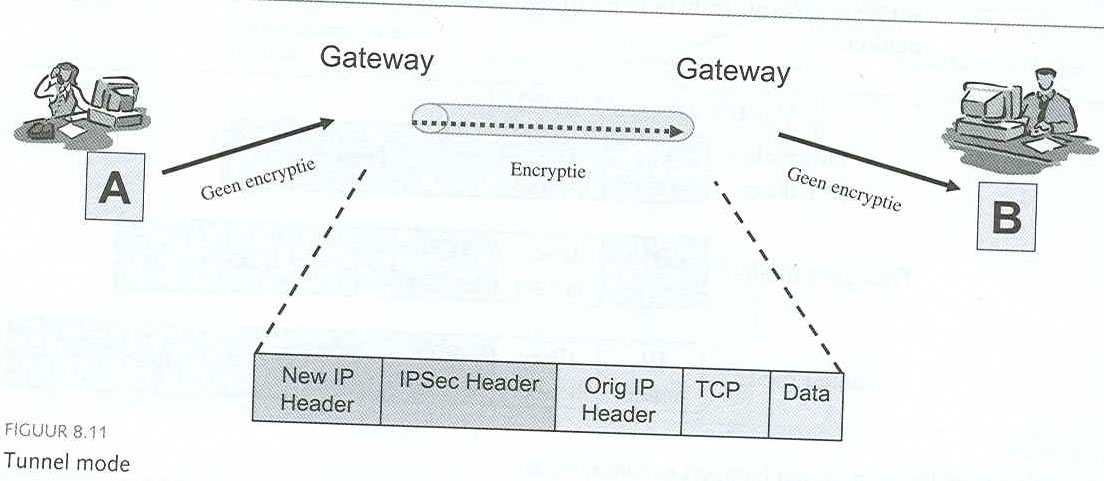 Gateway
Gateway
A
Geen encryptie
Encryptie
Geen encryptie
B
New IP
Header
IPSec Header
Orig IP
Header
TCP
Data
FIGUUR 8.11
Tunnel mode